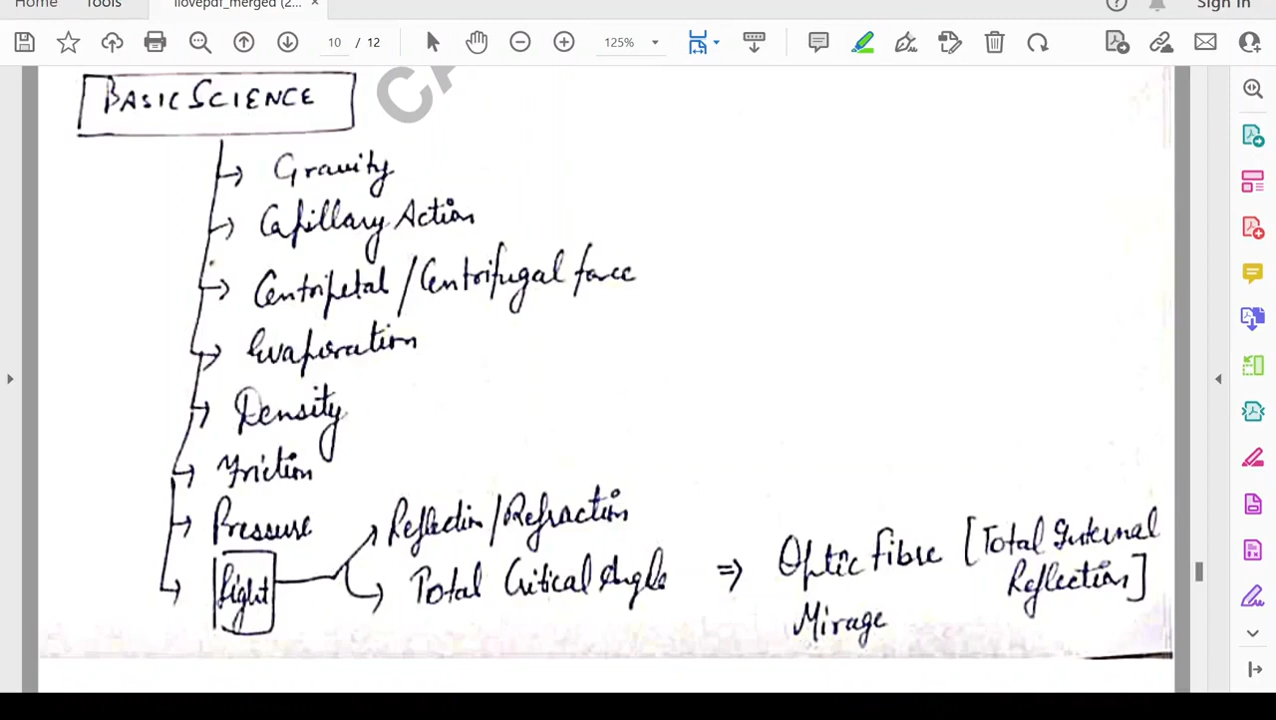 Home Tools ilovepdf_merged (2... × Sign In
10 / 12 125%
CA
BASIC SCIENCE
Gravity
Capillary Action
Centripetal / Centrifugal force
Evaporation
Density
Friction
Pressure
Reflection / Refraction
Light
Total Critical Angle ⇒ Optic Fibre [Total Internal
Reflection]
Mirage